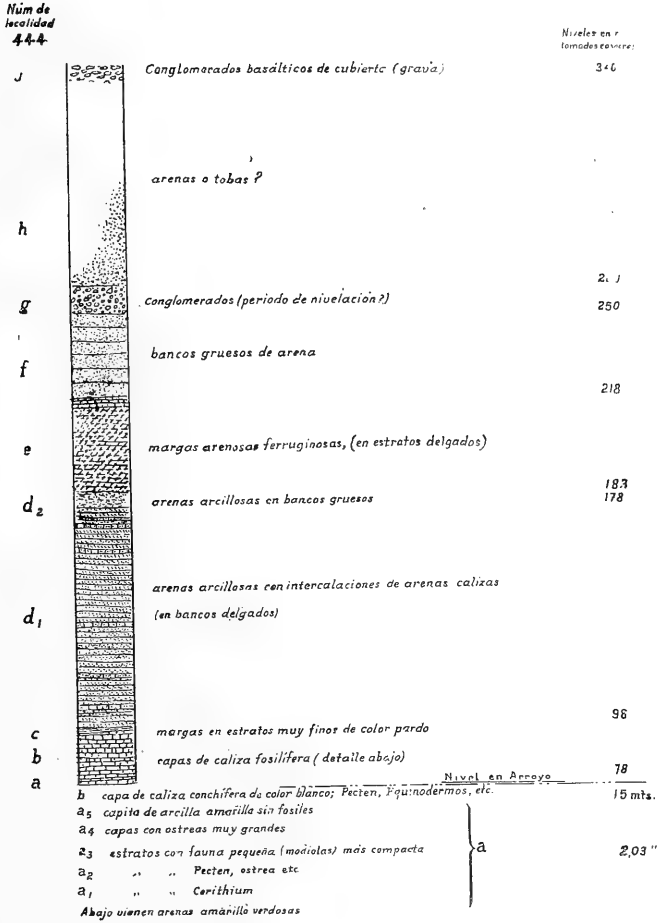 Núm de
localidad
444
Niveles en
tomados
J Conglomerados basálticos de cubierta (grava)
arenas o tobas?
h
g Conglomerados (periodo de nivelación?) 250
f bancos gruesos de arena
218
e margas arenosas ferruginosas, (en estratos delgados)
183
d2 arenas arcillosas en bancos gruesos 178
arenas arcillosas con intercalaciones de arenas calizas
d1 (en bancos delgados)
96
c margas en estratos muy finos de color pardo
b capas de caliza fosilífera (detalle abajo) 78
a Nivel en Arroyo
b capa de caliza conchífera de color blanco; Pecten, Equinodermos, etc. 15 mts.
a5 capita de arcilla amarilla sin fosiles
a4 capas con ostreas muy grandes
a3 estratos con fauna pequeña (modiolas) más compacta a 2,03 "
a2 " " Pecten, ostrea etc
a1 " " Cerithium
Abajo vienen arenas amarillo verdosas